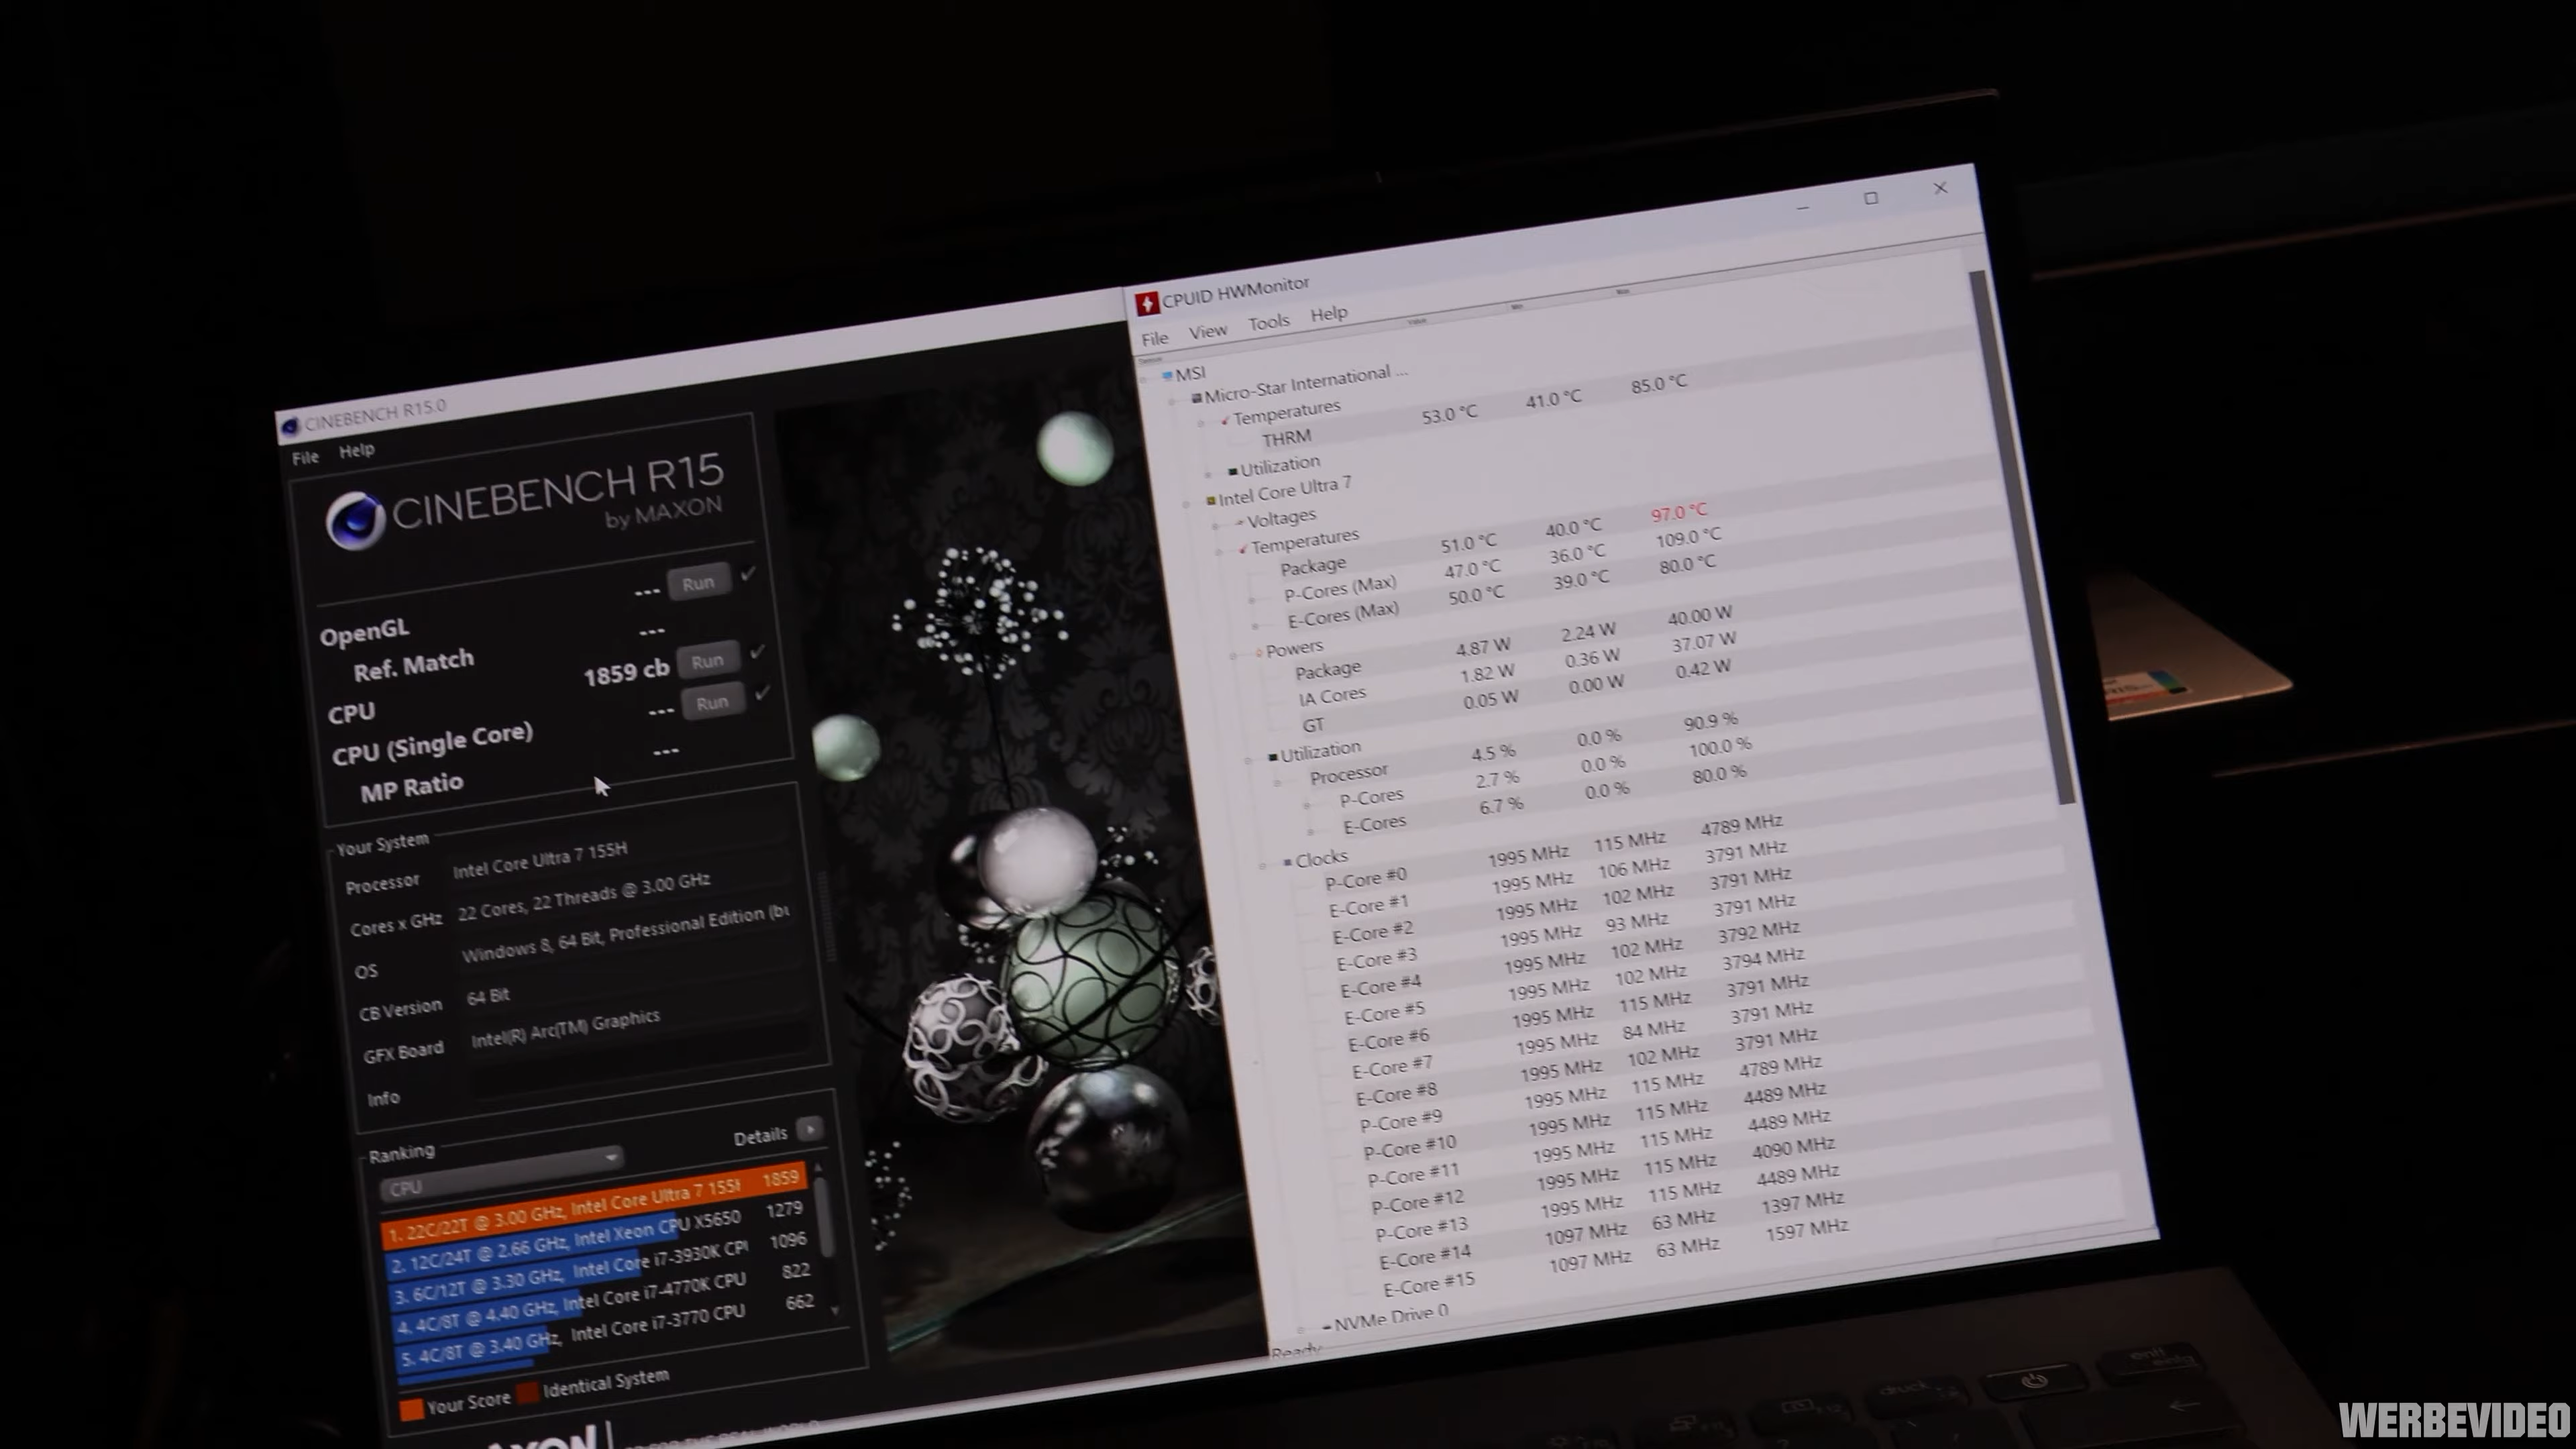 CINEBENCH R15.0
File Help
CINEBENCH R15
by MAXON
OpenGL --- Run
Ref. Match ---
CPU 1859 cb Run
CPU (Single Core) --- Run
MP Ratio ---
Your System
Processor Intel Core Ultra 7 155H
Cores x GHz 22 Cores, 22 Threads @ 3.00 GHz
OS Windows 8, 64 Bit, Professional Edition (bu
CB Version 64 Bit
GFX Board Intel(R) Arc(TM) Graphics
Info
Ranking
Details
CPU
1. 22C/22T @ 3.00 GHz, Intel Core Ultra 7 155H 1859
2. 12C/24T @ 2.66 GHz, Intel Xeon CPU X5650 1279
3. 6C/12T @ 3.30 GHz, Intel Core i7-3930K CPU 1096
4. 4C/8T @ 4.40 GHz, Intel Core i7-4770K CPU 822
5. 4C/8T @ 3.40 GHz, Intel Core i7-3770 CPU 662
Your Score Identical System
CPUID HWMonitor
File View Tools Help
MSI
Micro-Star International ...
Temperatures
THRM 53.0 °C 41.0 °C 85.0 °C
Utilization
Intel Core Ultra 7
Voltages
Temperatures
Package 51.0 °C 40.0 °C 97.0 °C
P-Cores (Max) 47.0 °C 36.0 °C 109.0 °C
E-Cores (Max) 50.0 °C 39.0 °C 80.0 °C
Powers
Package 4.87 W 2.24 W 40.00 W
IA Cores 1.82 W 0.36 W 37.07 W
GT 0.05 W 0.00 W 0.42 W
Utilization
Processor 4.5 % 0.0 % 90.9 %
P-Cores 2.7 % 0.0 % 100.0 %
E-Cores 6.7 % 0.0 % 80.0 %
Clocks
P-Core #0 1995 MHz 115 MHz 4789 MHz
E-Core #1 1995 MHz 106 MHz 3791 MHz
E-Core #2 1995 MHz 102 MHz 3791 MHz
E-Core #3 1995 MHz 93 MHz 3791 MHz
E-Core #4 1995 MHz 102 MHz 3792 MHz
E-Core #5 1995 MHz 102 MHz 3794 MHz
E-Core #6 1995 MHz 115 MHz 3791 MHz
E-Core #7 1995 MHz 84 MHz 3791 MHz
E-Core #8 1995 MHz 102 MHz 3791 MHz
P-Core #9 1995 MHz 115 MHz 4789 MHz
P-Core #10 1995 MHz 115 MHz 4489 MHz
P-Core #11 1995 MHz 115 MHz 4489 MHz
P-Core #12 1995 MHz 115 MHz 4090 MHz
P-Core #13 1995 MHz 115 MHz 4489 MHz
E-Core #14 1097 MHz 63 MHz 1397 MHz
E-Core #15 1097 MHz 63 MHz 1597 MHz
NVMe Drive 0
Ready
druck
WERBEVIDEO